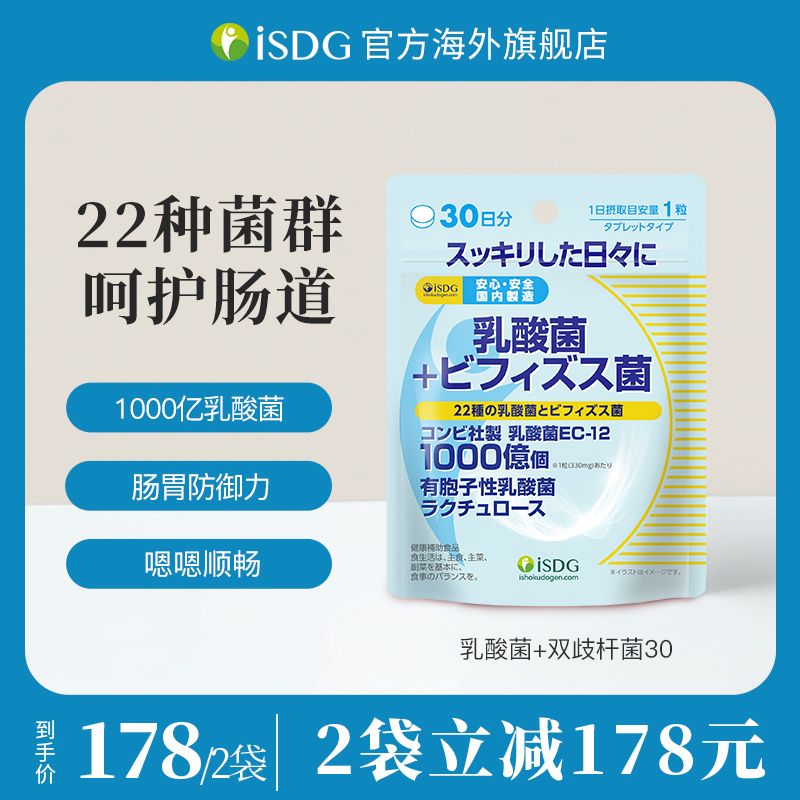 iSDG 官方海外旗舰店
22种菌群
呵护肠道
1000亿乳酸菌
肠胃防御力
嗯嗯顺畅
30日分
1日摂取目安量 1粒
タブレットタイプ
スッキリした日々に
iSDG
ishokudogen.com
安心・安全
国内製造
乳酸菌
+ビフィズス菌
22種の乳酸菌とビフィズス菌
コンビ社製 乳酸菌EC-12
1000億個 ※1粒(330mg)あたり
有胞子性乳酸菌
ラクチュロース
健康補助食品
食生活は、主食、主菜、
副菜を基本に、
食事のバランスを。
iSDG
ishokudogen.com
※イラストはイメージです。
乳酸菌+双歧杆菌30
到手价 178/2袋
2袋立减178元